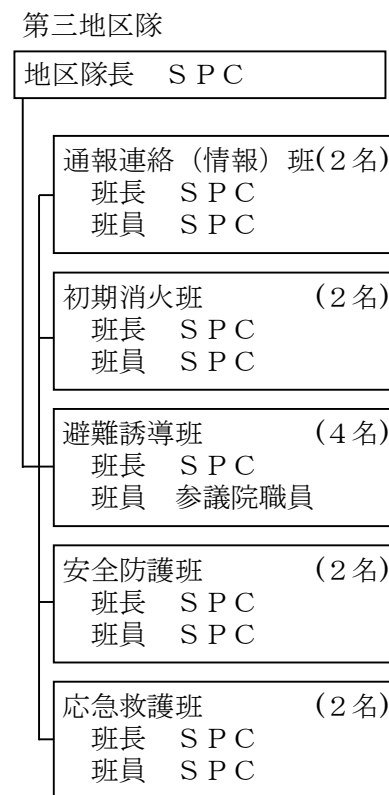 第三地区隊
地区隊長　ＳＰＣ
通報連絡（情報）班(２名)
班長　ＳＰＣ
班員　ＳＰＣ
初期消火班　(２名)
班長　ＳＰＣ
班員　ＳＰＣ
避難誘導班　(４名)
班長　ＳＰＣ
班員　参議院職員
安全防護班　(２名)
班長　ＳＰＣ
班員　ＳＰＣ
応急救護班　(２名)
班長　ＳＰＣ
班員　ＳＰＣ